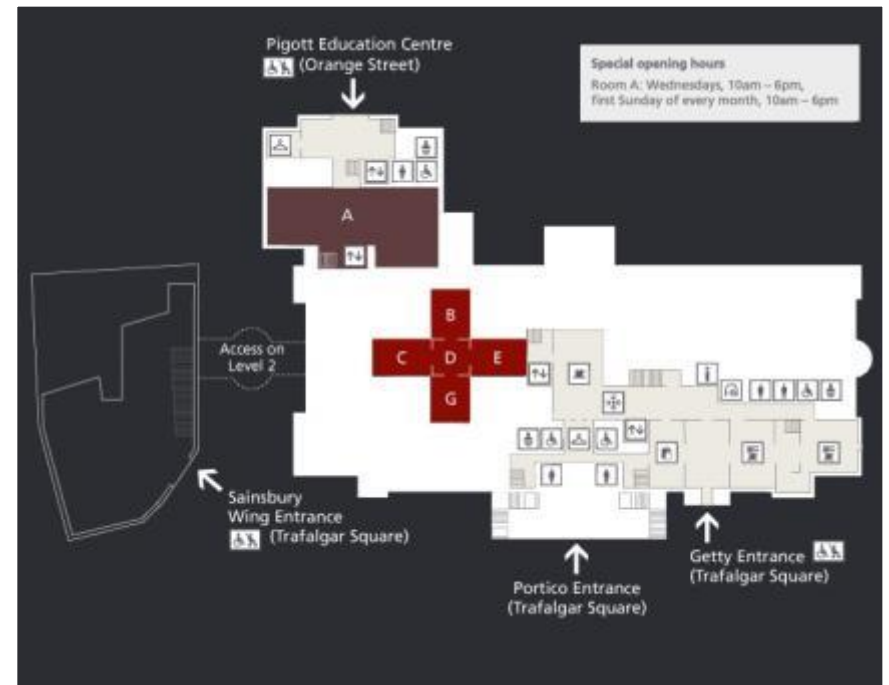 Pigott Education Centre
(Orange Street)
Special opening hours
Room A: Wednesdays, 10am – 6pm,
first Sunday of every month, 10am – 6pm
A
B
C D E
G
Access on
Level 2
Sainsbury
Wing Entrance
(Trafalgar Square)
Portico Entrance
(Trafalgar Square)
Getty Entrance
(Trafalgar Square)